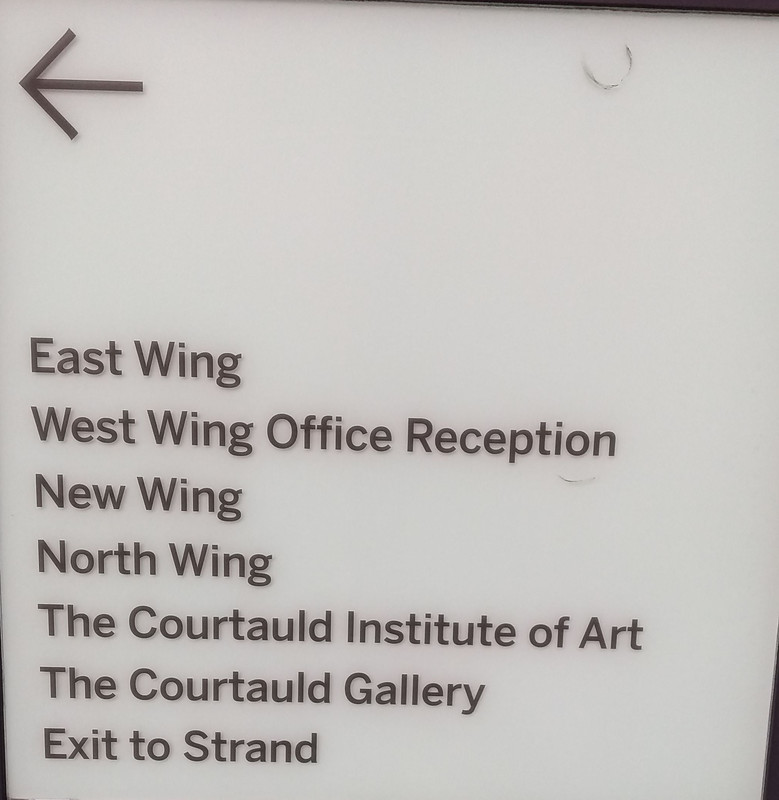 East Wing
West Wing Office Reception
New Wing
North Wing
The Courtauld Institute of Art
The Courtauld Gallery
Exit to Strand